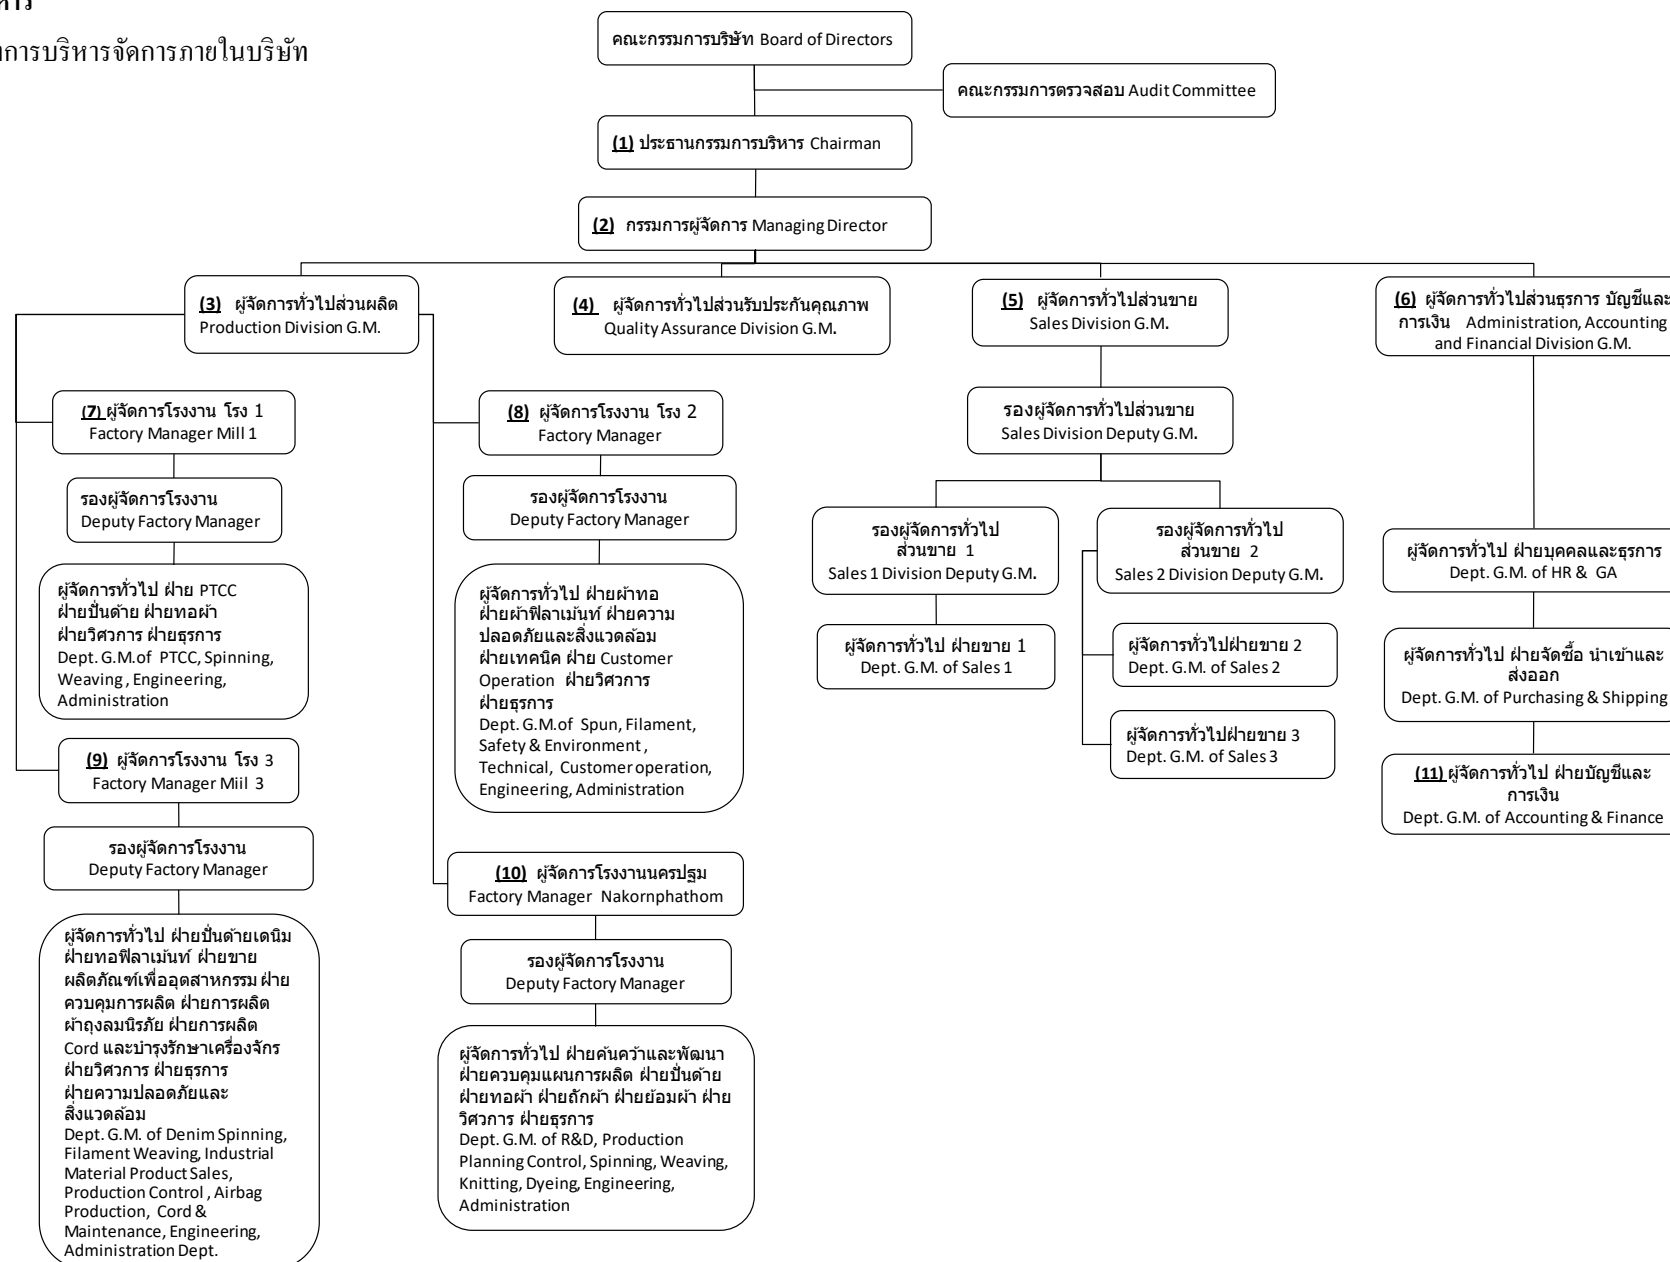 หาร
การบริหารจัดการภายในบริษัท
คณะกรรมการบริษัท Board of Directors
คณะกรรมการตรวจสอบ Audit Committee
(1) ประธานกรรมการบริหาร Chairman
(2) กรรมการผู้จัดการ Managing Director
(3) ผู้จัดการทั่วไปส่วนผลิต
Production Division G.M.
(4) ผู้จัดการทั่วไปส่วนรับประกันคุณภาพ
Quality Assurance Division G.M.
(5) ผู้จัดการทั่วไปส่วนขาย
Sales Division G.M.
(6) ผู้จัดการทั่วไปส่วนธุรการ บัญชีและ
การเงิน Administration, Accounting
and Financial Division G.M.
(7) ผู้จัดการโรงงาน โรง 1
Factory Manager Mill 1
รองผู้จัดการโรงงาน
Deputy Factory Manager
ผู้จัดการทั่วไป ฝ่าย PTCC
ฝ่ายปั่นด้าย ฝ่ายทอผ้า
ฝ่ายวิศวการ ฝ่ายธุรการ
Dept. G.M.of PTCC, Spinning,
Weaving , Engineering,
Administration
(9) ผู้จัดการโรงงาน โรง 3
Factory Manager Miil 3
รองผู้จัดการโรงงาน
Deputy Factory Manager
ผู้จัดการทั่วไป ฝ่ายปั่นด้ายเดนิม
ฝ่ายทอฟิลาเม้นท์ ฝ่ายขาย
ผลิตภัณฑ์เพื่ออุตสาหกรรม ฝ่าย
ควบคุมการผลิต ฝ่ายการผลิต
ผ้าถุงลมนิรภัย ฝ่ายการผลิต
Cord และบำรุงรักษาเครื่องจักร
ฝ่ายวิศวการ ฝ่ายธุรการ
ฝ่ายความปลอดภัยและ
สิ่งแวดล้อม
Dept. G.M. of Denim Spinning,
Filament Weaving, Industrial
Material Product Sales,
Production Control , Airbag
Production, Cord &
Maintenance, Engineering,
Administration Dept.
(8) ผู้จัดการโรงงาน โรง 2
Factory Manager
รองผู้จัดการโรงงาน
Deputy Factory Manager
ผู้จัดการทั่วไป ฝ่ายผ้าทอ
ฝ่ายผ้าฟิลาเม้นท์ ฝ่ายความ
ปลอดภัยและสิ่งแวดล้อม
ฝ่ายเทคนิค ฝ่าย Customer
Operation ฝ่ายวิศวการ
ฝ่ายธุรการ
Dept. G.M.of Spun, Filament,
Safety & Environment ,
Technical, Customer operation,
Engineering, Administration
(10) ผู้จัดการโรงงานนครปฐม
Factory Manager Nakornphathom
รองผู้จัดการโรงงาน
Deputy Factory Manager
ผู้จัดการทั่วไป ฝ่ายค้นคว้าและพัฒนา
ฝ่ายควบคุมแผนการผลิต ฝ่ายปั่นด้าย
ฝ่ายทอผ้า ฝ่ายถักผ้า ฝ่ายย้อมผ้า ฝ่าย
วิศวการ ฝ่ายธุรการ
Dept. G.M. of R&D, Production
Planning Control, Spinning, Weaving,
Knitting, Dyeing, Engineering,
Administration
รองผู้จัดการทั่วไปส่วนขาย
Sales Division Deputy G.M.
รองผู้จัดการทั่วไป
ส่วนขาย 1
Sales 1 Division Deputy G.M.
ผู้จัดการทั่วไป ฝ่ายขาย 1
Dept. G.M. of Sales 1
รองผู้จัดการทั่วไป
ส่วนขาย 2
Sales 2 Division Deputy G.M.
ผู้จัดการทั่วไปฝ่ายขาย 2
Dept. G.M. of Sales 2
ผู้จัดการทั่วไปฝ่ายขาย 3
Dept. G.M. of Sales 3
ผู้จัดการทั่วไป ฝ่ายบุคคลและธุรการ
Dept. G.M. of HR & GA
ผู้จัดการทั่วไป ฝ่ายจัดซื้อ นำเข้าและ
ส่งออก
Dept. G.M. of Purchasing & Shipping
(11) ผู้จัดการทั่วไป ฝ่ายบัญชีและ
การเงิน
Dept. G.M. of Accounting & Finance